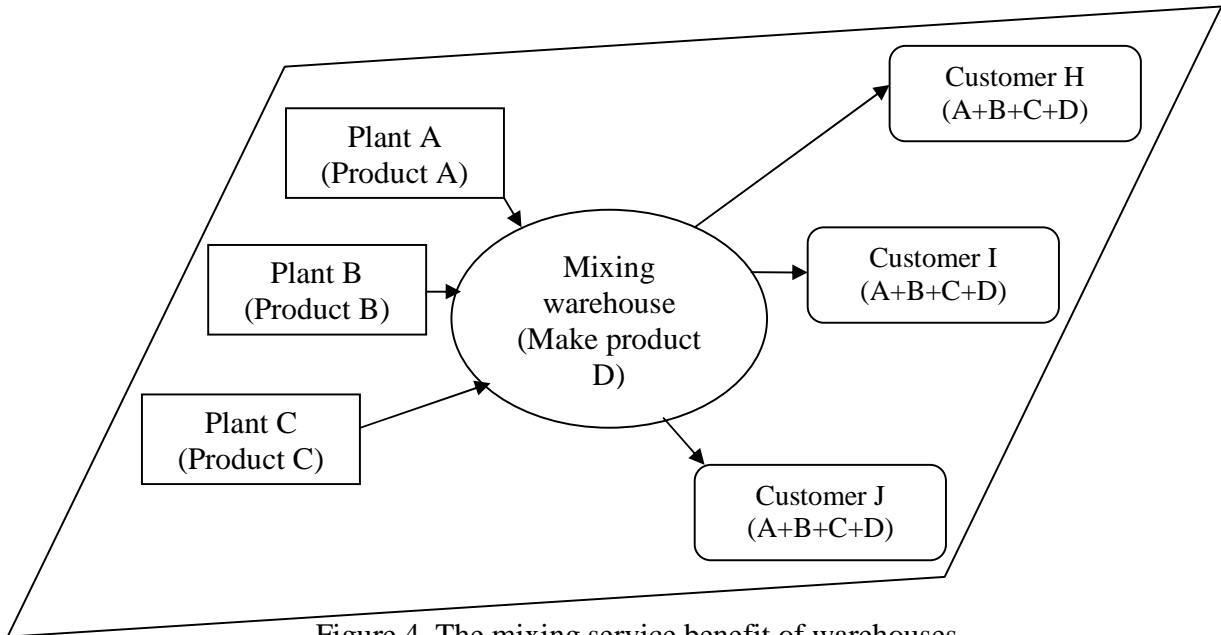 Plant A
(Product A)
Plant B
(Product B)
Plant C
(Product C)
Mixing
warehouse
(Make product
D)
Customer H
(A+B+C+D)
Customer I
(A+B+C+D)
Customer J
(A+B+C+D)
Figure 4. The mixing service benefit of warehouses